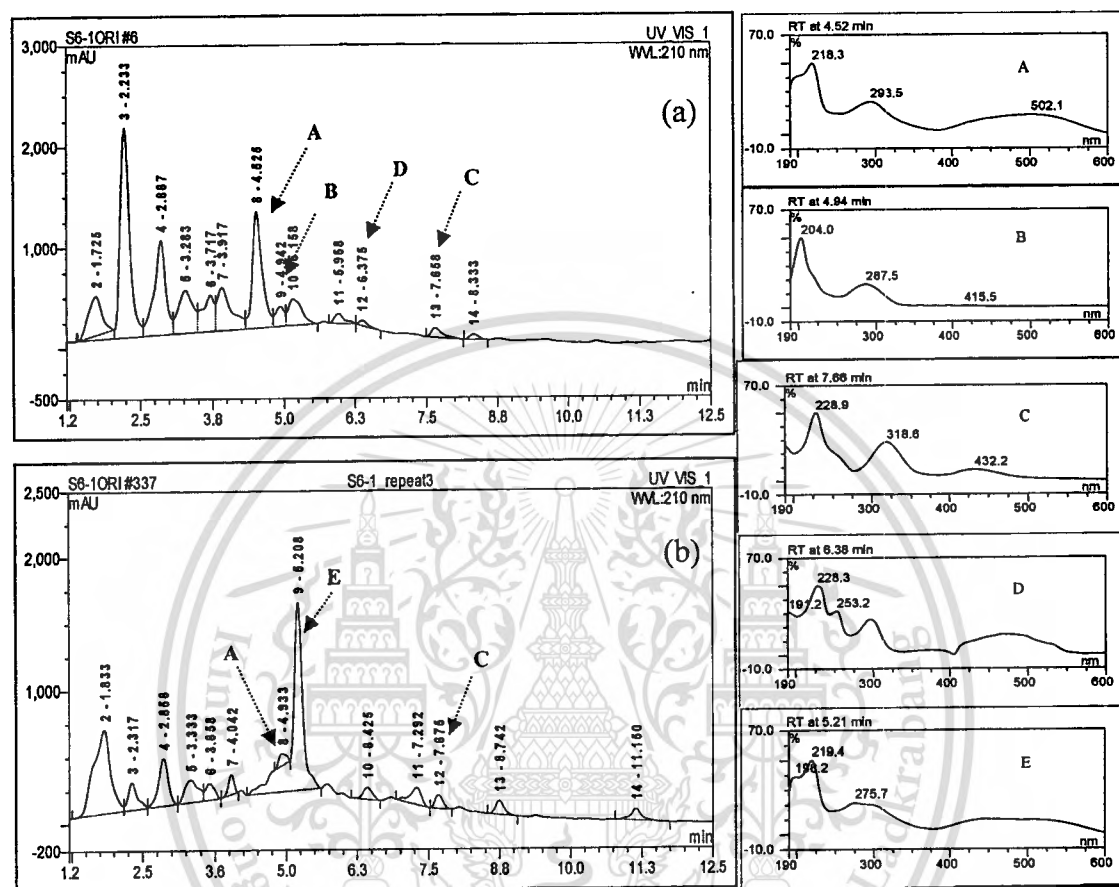 S6-1ORI #6 UV_VIS_1
mAU WVL:210 nm
3,000
2,000
1,000
-500
(a)
2 - 1.725
3 - 2.233
4 - 2.867
5 - 3.283
6 - 3.717
7 - 3.917
8 - 4.525
9 - 4.942
10 - 5.158
11 - 5.958
12 - 6.375
13 - 7.658
14 - 8.333
A
B
D
C
min
1.2 2.5 3.8 5.0 6.3 7.5 8.8 10.0 11.3 12.5
S6-1ORI #337 S6-1_repeat3 UV_VIS_1
mAU WVL:210 nm
2,500
2,000
1,000
-200
(b)
2 - 1.833
3 - 2.317
4 - 2.858
5 - 3.333
6 - 3.658
7 - 4.042
8 - 4.933
9 - 5.208
10 - 6.425
11 - 7.292
12 - 7.675
13 - 8.742
14 - 11.150
A
E
C
min
1.2 2.5 3.8 5.0 6.3 7.5 8.8 10.0 11.3 12.5
RT at 4.52 min
70.0
%
218.3
293.5
502.1
A
-10.0
nm
190 300 400 500 600
RT at 4.94 min
70.0
%
204.0
287.5
415.5
B
-10.0
nm
190 300 400 500 600
RT at 7.66 min
70.0
%
228.9
318.6
432.2
C
-10.0
nm
190 300 400 500 600
RT at 6.38 min
70.0
%
191.2
228.3
253.2
D
-10.0
nm
190 300 400 500 600
RT at 5.21 min
70.0
%
196.2
219.4
275.7
E
-10.0
nm
190 300 400 500 600